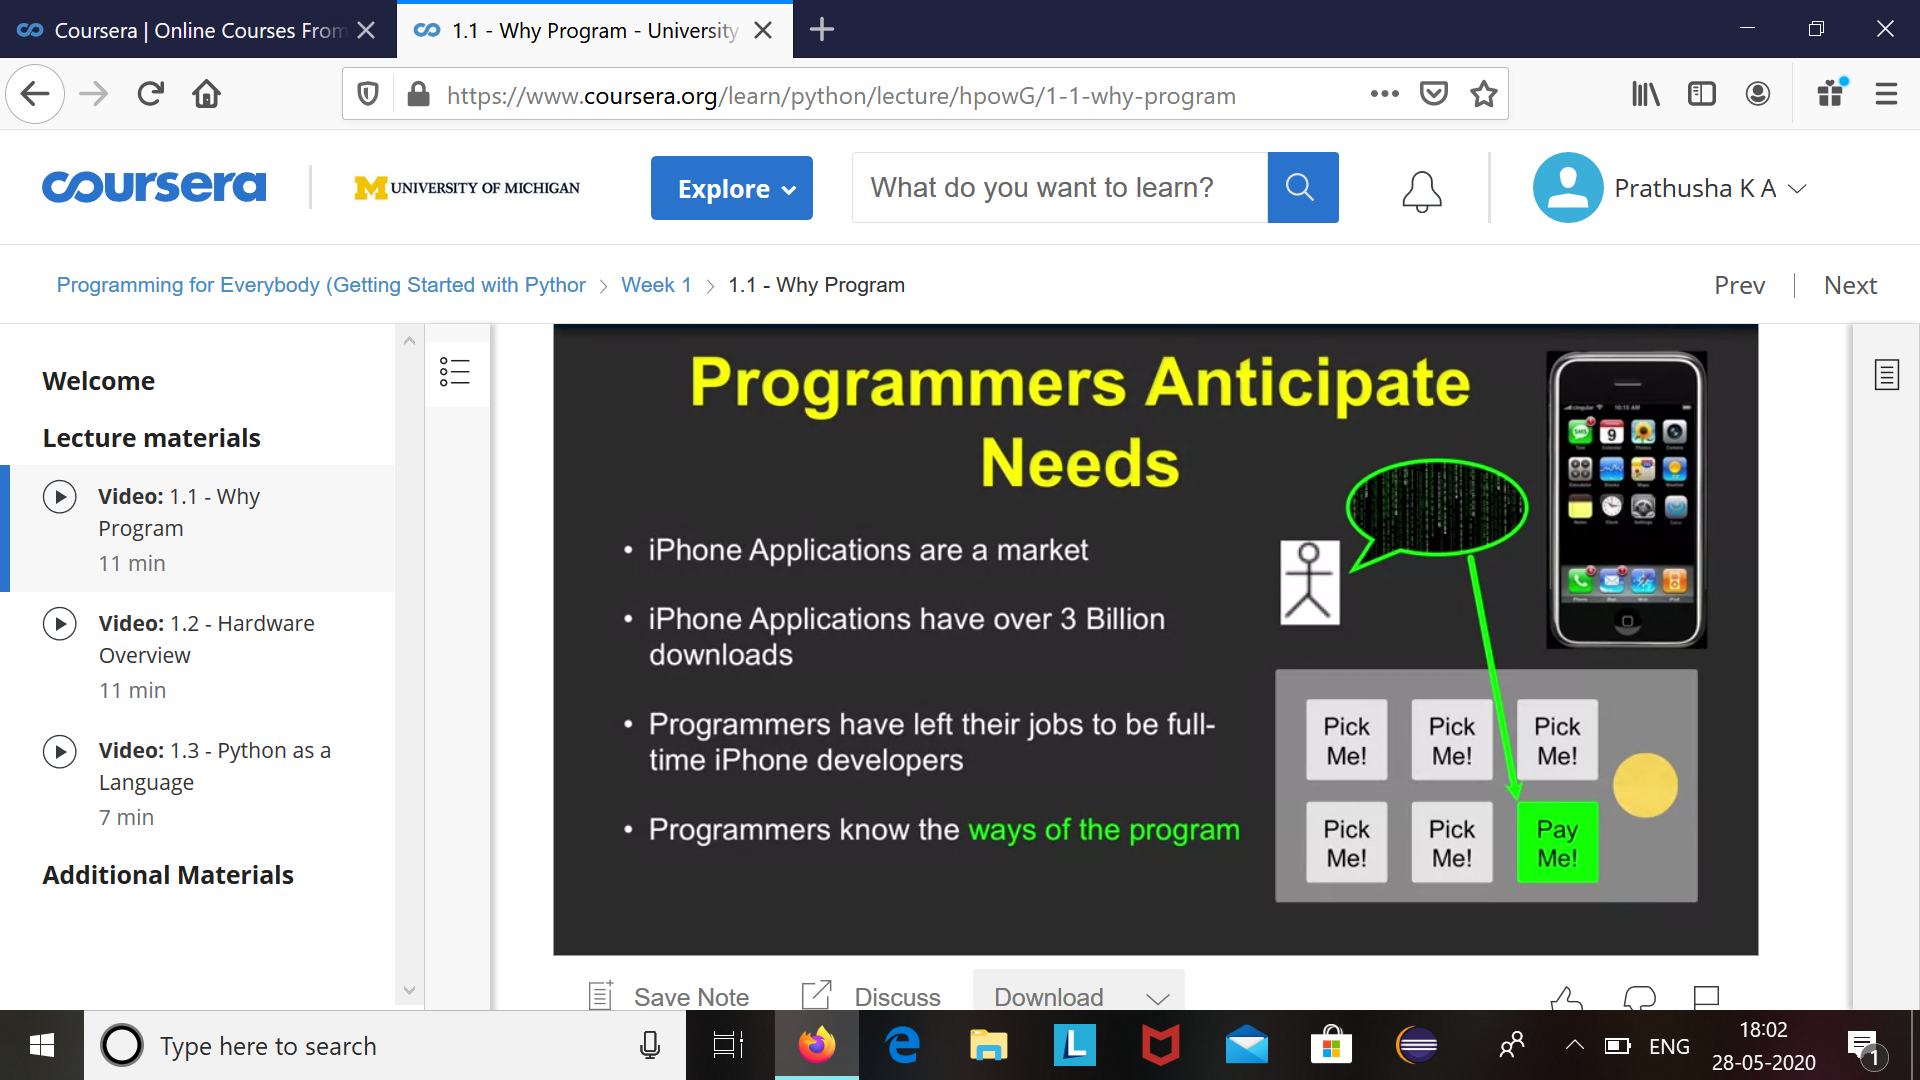 Coursera | Online Courses From
1.1 - Why Program - University
https://www.coursera.org/learn/python/lecture/hpowG/1-1-why-program
coursera
M UNIVERSITY OF MICHIGAN
Explore
What do you want to learn?
Prathusha K A
Programming for Everybody (Getting Started with Python
Week 1
1.1 - Why Program
Prev
Next
Welcome
Lecture materials
Video: 1.1 - Why
Program
11 min
Video: 1.2 - Hardware
Overview
11 min
Video: 1.3 - Python as a
Language
7 min
Additional Materials
Programmers Anticipate
Needs
• iPhone Applications are a market
• iPhone Applications have over 3 Billion
downloads
• Programmers have left their jobs to be full-
time iPhone developers
• Programmers know the ways of the program
10:15 AM
9
Pick
Me!
Pick
Me!
Pick
Me!
Pick
Me!
Pick
Me!
Pay
Me!
Save Note
Discuss
Download
Type here to search
L
ENG
18:02
28-05-2020
1